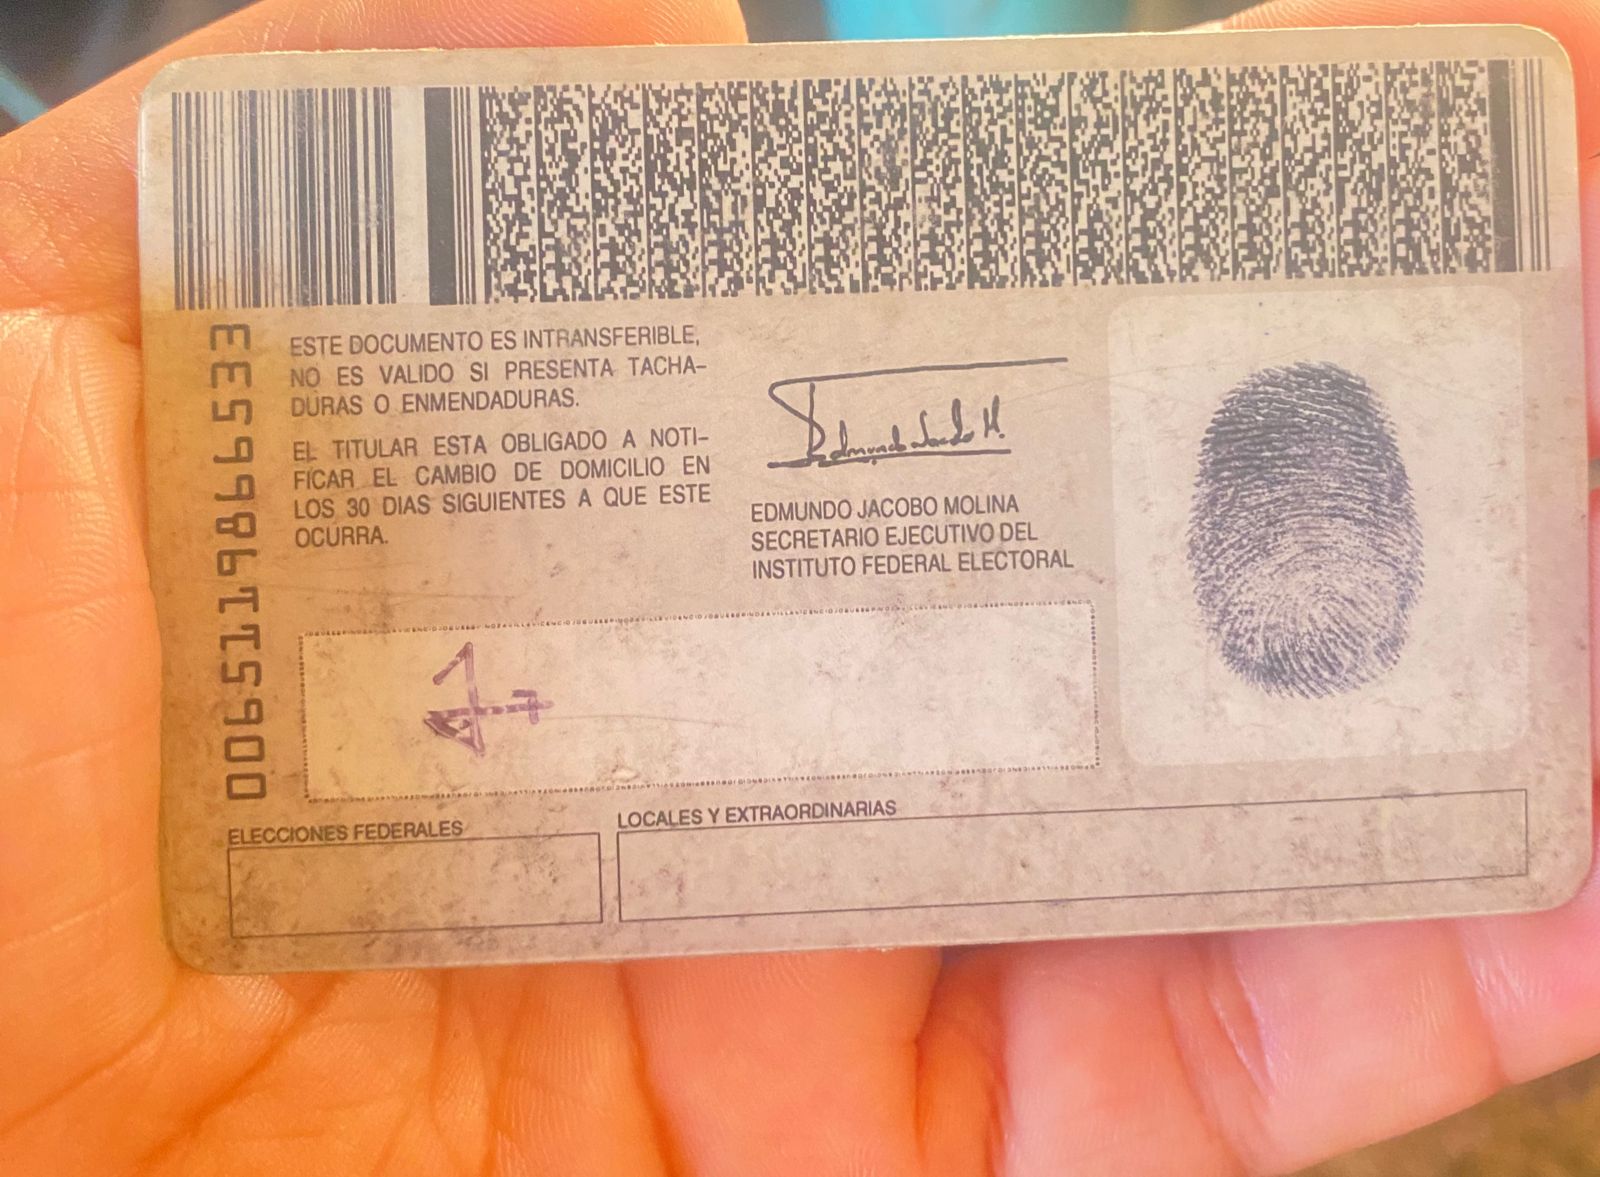 0065119866533
ESTE DOCUMENTO ES INTRANSFERIBLE,
NO ES VALIDO SI PRESENTA TACHA-
DURAS O ENMENDADURAS.
EL TITULAR ESTA OBLIGADO A NOTI-
FICAR EL CAMBIO DE DOMICILIO EN
LOS 30 DIAS SIGUIENTES A QUE ESTE
OCURRA.
Edmundo Jacobo M.
EDMUNDO JACOBO MOLINA
SECRETARIO EJECUTIVO DEL
INSTITUTO FEDERAL ELECTORAL
ELECCIONES FEDERALES
LOCALES Y EXTRAORDINARIAS